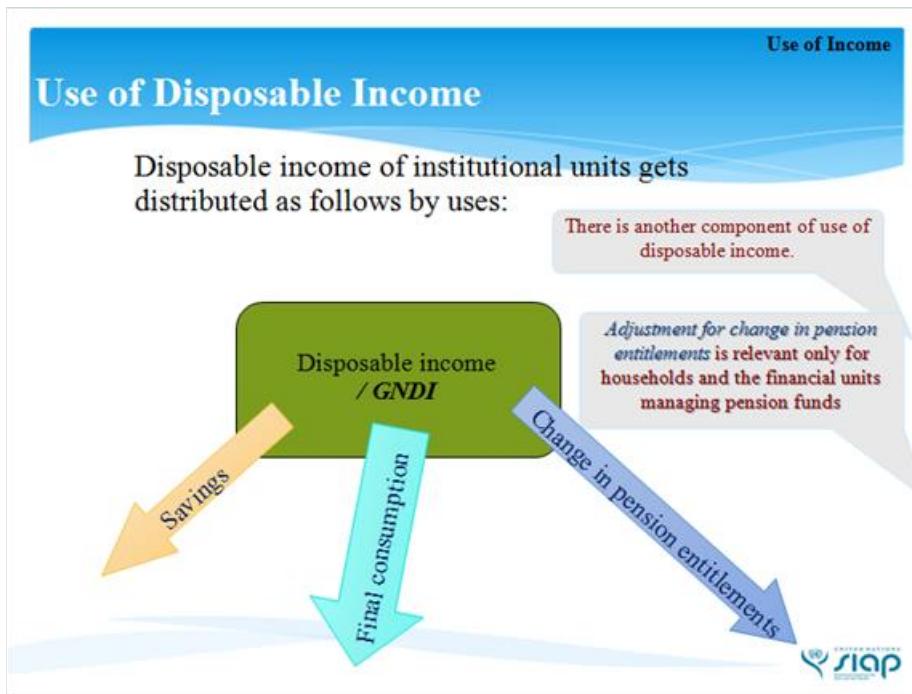 Use of Income
Use of Disposable Income
Disposable income of institutional units gets
distributed as follows by uses:
There is another component of use of
disposable income.
Adjustment for change in pension
entitlements is relevant only for
households and the financial units
managing pension funds
Disposable income
/ GNDI
Savings
Final consumption
Change in pension entitlements
UNITED NATIONS
SIAP